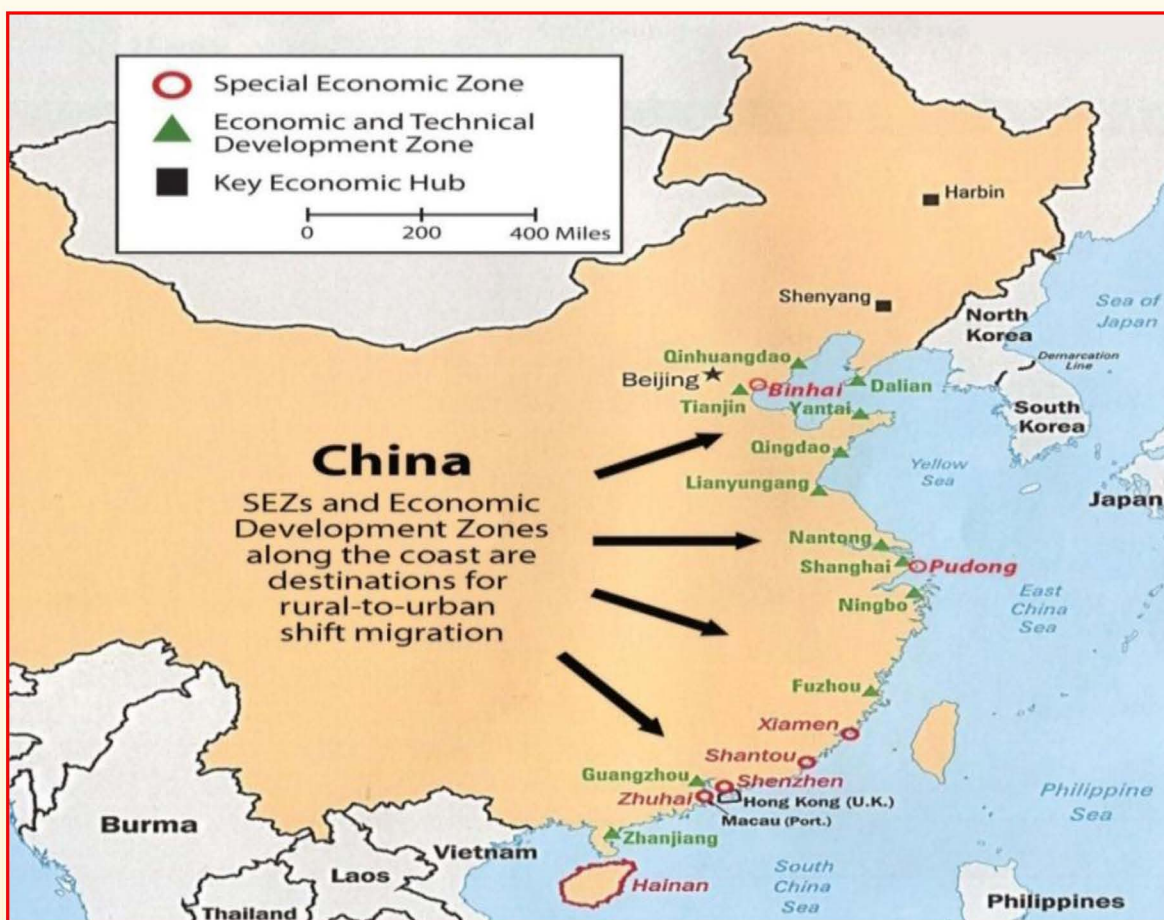 Special Economic Zone
Economic and Technical
Development Zone
Key Economic Hub
0 200 400 Miles
Harbin
Shenyang
North
Korea
Sea of
Japan
Demarcation
Line
South
Korea
Qinhuangdao
Beijing
Binhai
Dalian
Tianjin
Yantai
Qingdao
Yellow
Sea
Lianyungang
Japan
China
SEZs and Economic
Development Zones
along the coast are
destinations for
rural-to-urban
shift migration
Nantong
Shanghai
Pudong
Ningbo
East
China
Sea
Fuzhou
Xiamen
Shantou
Guangzhou
Shenzhen
Zhuhai
Hong Kong (U.K.)
Macau (Port.)
Philippine
Sea
Zhanjiang
Burma
Vietnam
Laos
Hainan
South
China
Sea
Thailand
Philippines